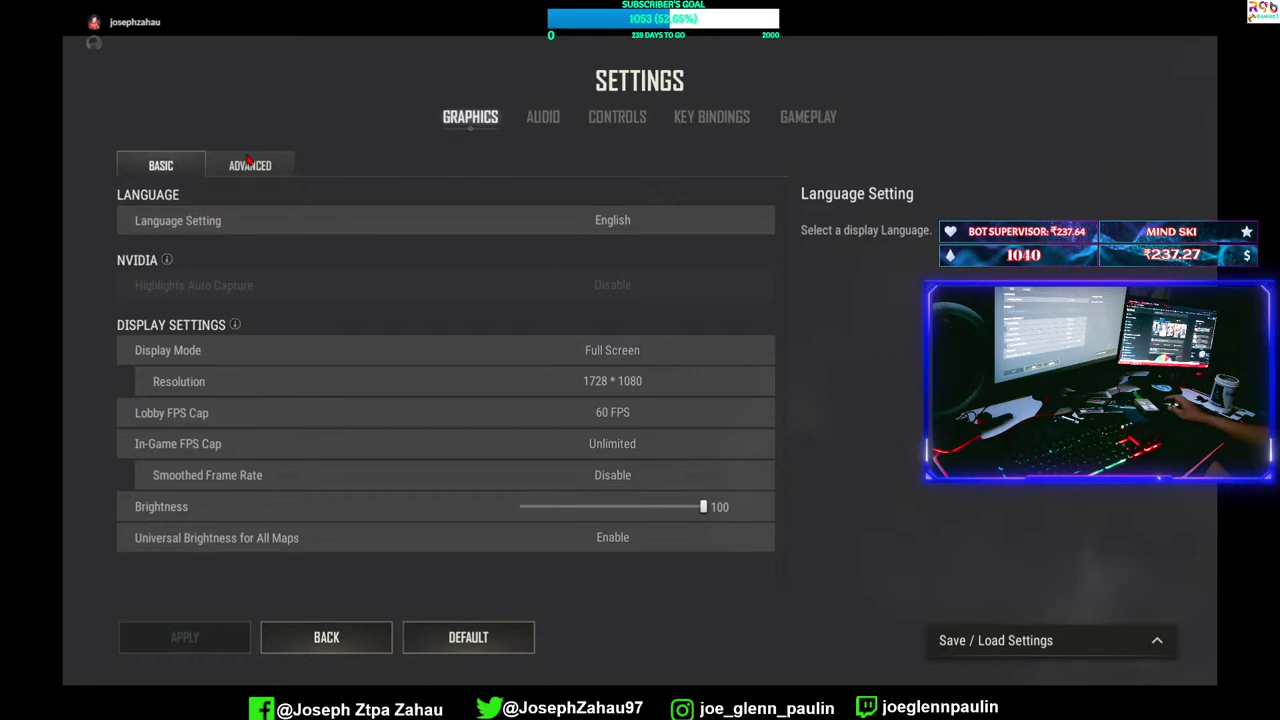 josephzahau
SUBSCRIBER'S GOAL
1053 (52.65%)
0
239 DAYS TO GO
2000
RGB
GAMING
SETTINGS
GRAPHICS
AUDIO
CONTROLS
KEY BINDINGS
GAMEPLAY
BASIC
ADVANCED
LANGUAGE
Language Setting
English
NVIDIA
Highlights Auto Capture
Disable
DISPLAY SETTINGS
Display Mode
Full Screen
Resolution
1728 * 1080
Lobby FPS Cap
60 FPS
In-Game FPS Cap
Unlimited
Smoothed Frame Rate
Disable
Brightness
100
Universal Brightness for All Maps
Enable
Language Setting
Select a display Language.
BOT SUPERVISOR: ₹237.64
MIND SKI
1040
₹237.27
$
APPLY
BACK
DEFAULT
Save / Load Settings
@Joseph Ztpa Zahau
@JosephZahau97
joe_glenn_paulin
joeglennpaulin